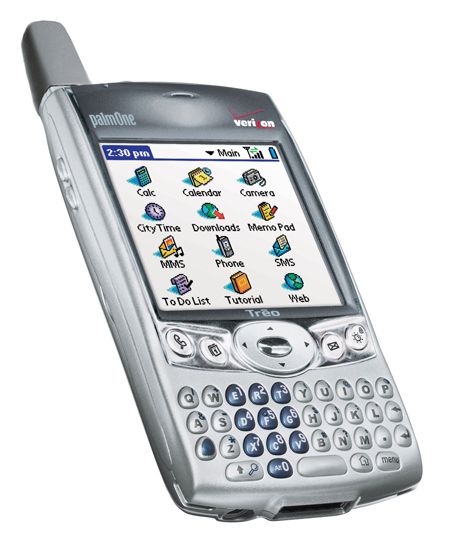 palmOne
verizon
2:30 pm Main
Calc Calendar Camera
CityTime Downloads Memo Pad
MMS Phone SMS
To Do List Tutorial Web
Treo
Q W E R T Y U I O P
A S D F G H J K L
Z X C V B N M .
Alt 0 menu